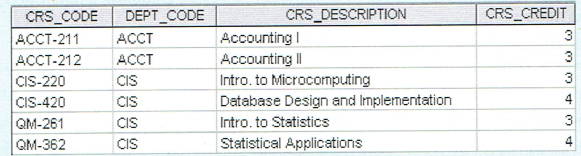 CRS_CODE DEPT_CODE CRS_DESCRIPTION CRS_CREDIT
ACCT-211 ACCT Accounting I 3
ACCT-212 ACCT Accounting II 3
CIS-220 CIS Intro. to Microcomputing 3
CIS-420 CIS Database Design and Implementation 4
QM-261 CIS Intro. to Statistics 3
QM-362 CIS Statistical Applications 4